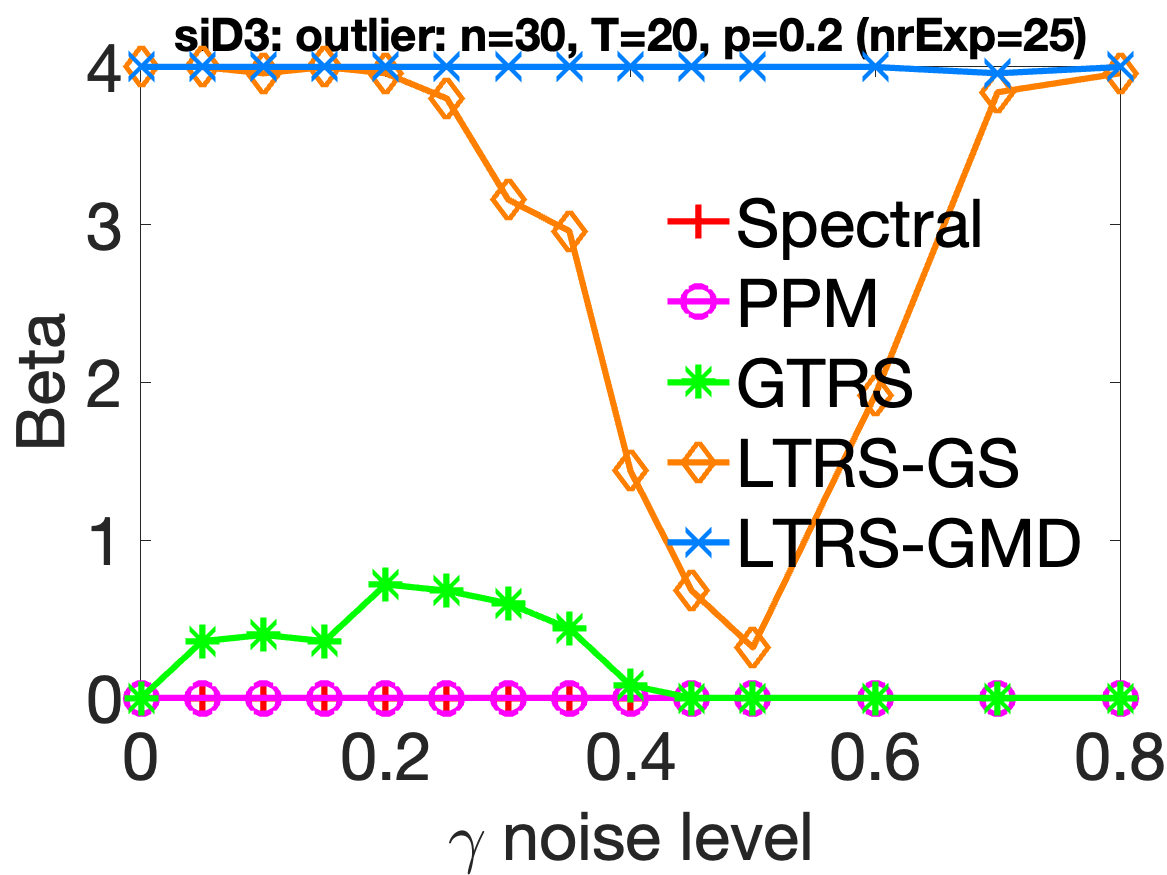 siD3: outlier: n=30, T=20, p=0.2 (nrExp=25)
4
3
2
1
0
Beta
Spectral
PPM
GTRS
LTRS-GS
LTRS-GMD
0 0.2 0.4 0.6 0.8
γ noise level